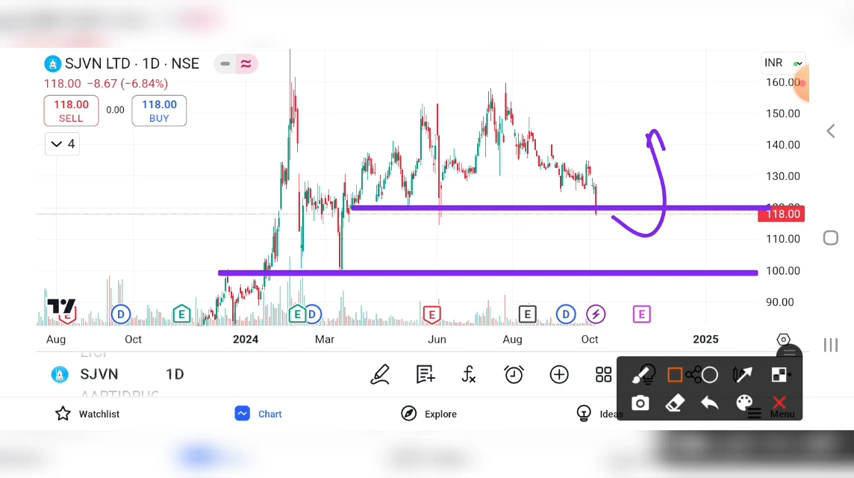 SJVN LTD · 1D · NSE
INR
118.00 −8.67 (−6.84%)
118.00
SELL
0.00
118.00
BUY
4
160.00
150.00
140.00
130.00
118.00
110.00
100.00
90.00
E D E E D E E D E
Aug Oct 2024 Mar Jun Aug Oct 2025
SJVN 1D
Watchlist
Chart
Explore
Ideas
Menu